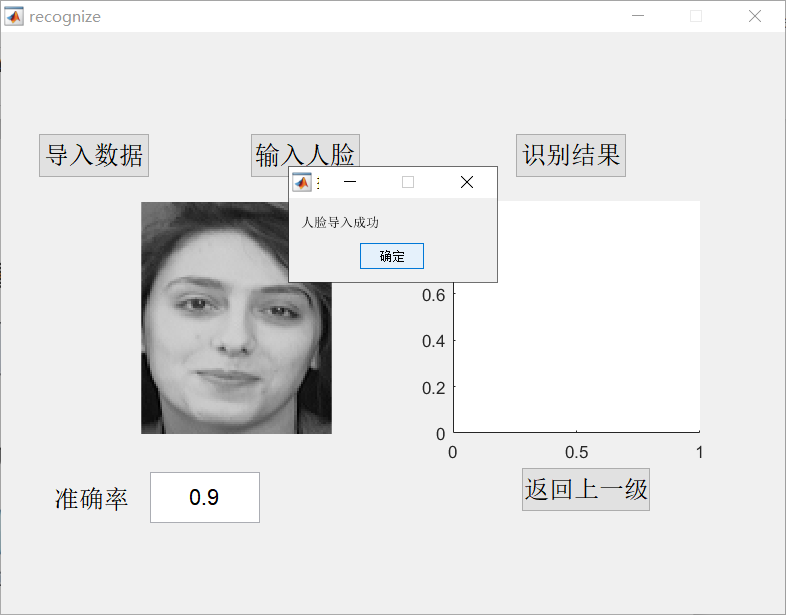 recognize
导入数据
输入人脸
识别结果
人脸导入成功
确定
0.6
0.4
0.2
0
0
0.5
1
准确率
0.9
返回上一级